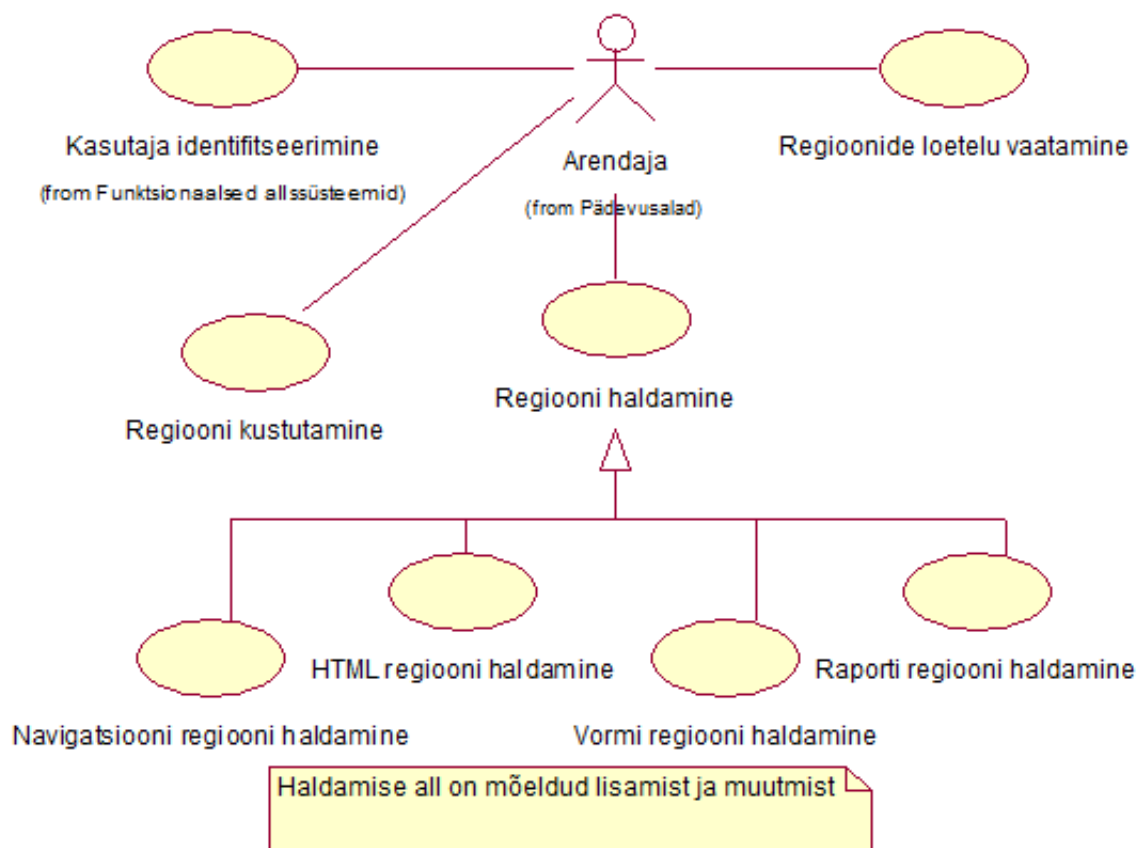 Kasutaja identifitseerimine
(from Funktsionaalsed allssüsteemid)
Arendaja
(from Pädevusalad)
Regioonide loetelu vaatamine
Regiooni kustutamine
Regiooni haldamine
HTML regiooni haldamine
Raporti regiooni haldamine
Navigatsiooni regiooni haldamine
Vormi regiooni haldamine
Haldamise all on mõeldud lisamist ja muutmist